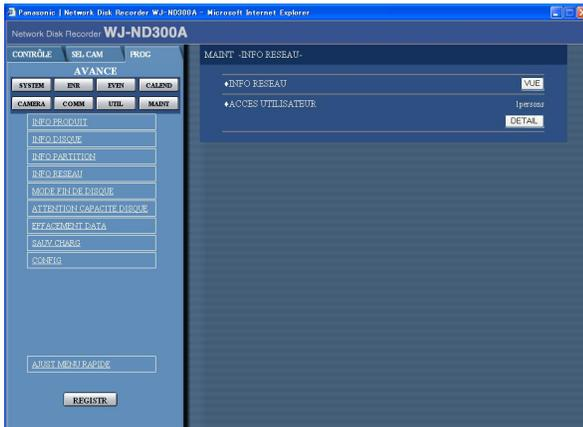 Panasonic | Network Disk Recorder WJ-ND300A - Microsoft Internet Explorer
Network Disk Recorder WJ-ND300A
CONTRÔLE SEL CAM PROG
AVANCE
SYSTEM ENR EVEN CALEND
CAMERA COMM UTIL MAINT
INFO PRODUIT
INFO DISQUE
INFO PARTITION
INFO RESEAU
MODE FIN DE DISQUE
ATTENTION CAPACITE DISQUE
EFFACEMENT DATA
SAUV CHARG
CONFIG
AJUST MENU RAPIDE
REGISTR
MAINT -INFO RESEAU-
♦INFO RESEAU VUE
♦ACCES UTILISATEUR 1persons
DETAIL